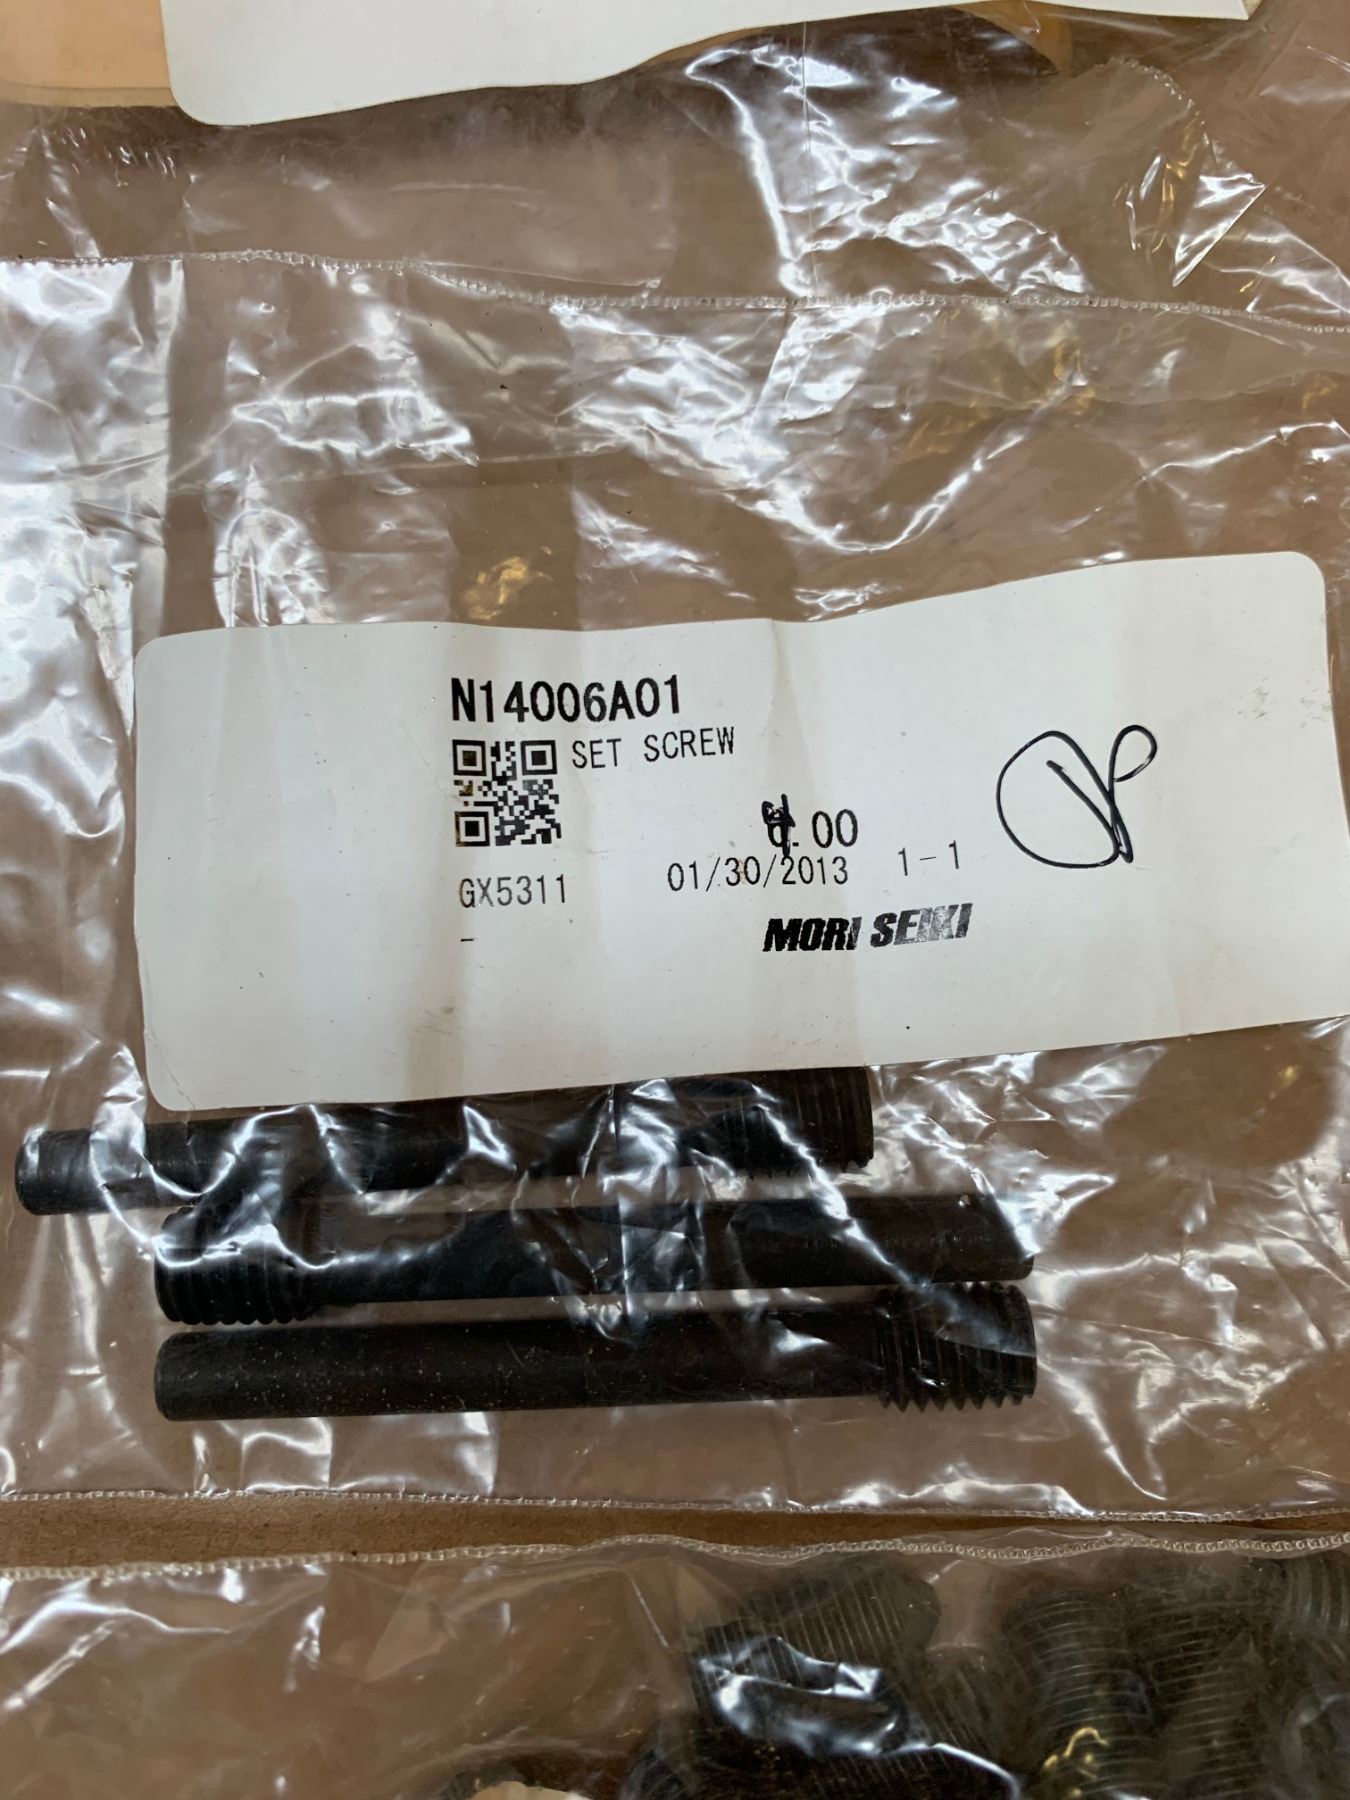 N14006A01
SET SCREW
.00
GX5311
01/30/2013 1-1
-
MORI SEIKI